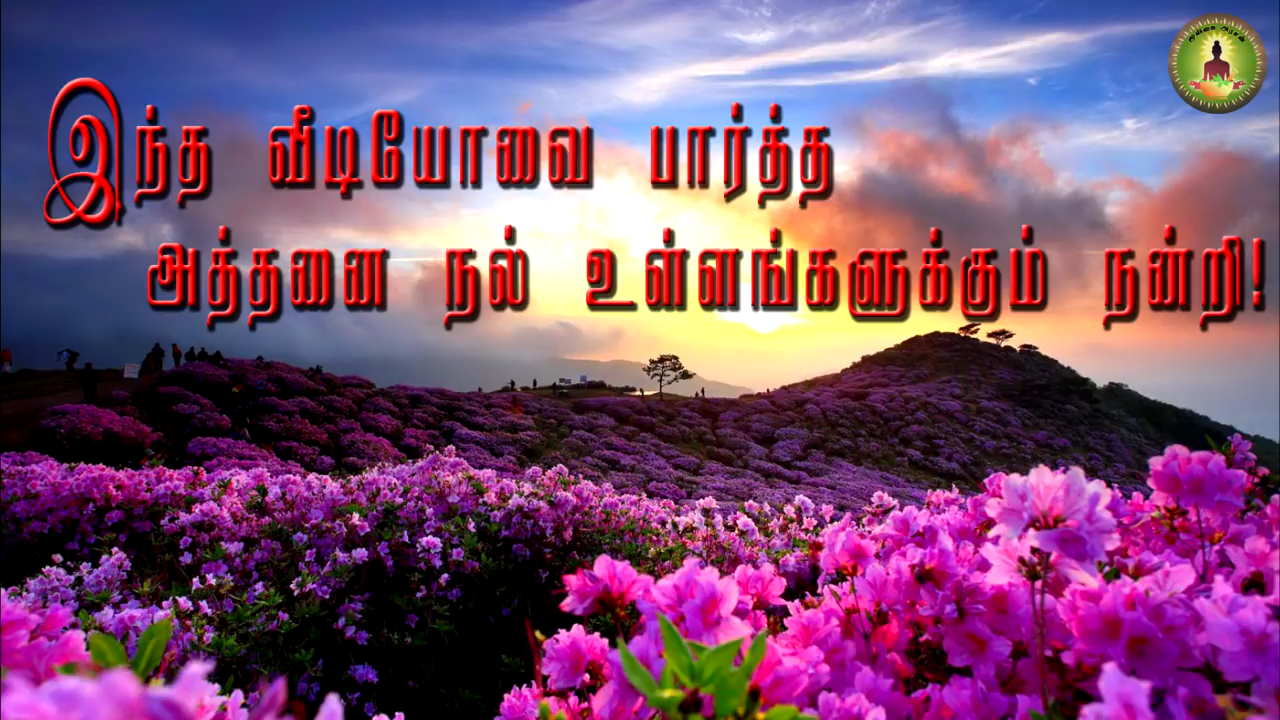 இந்த வீடியோவை பார்த்த
அத்தனை நல் உள்ளங்களுக்கும் நன்றி!